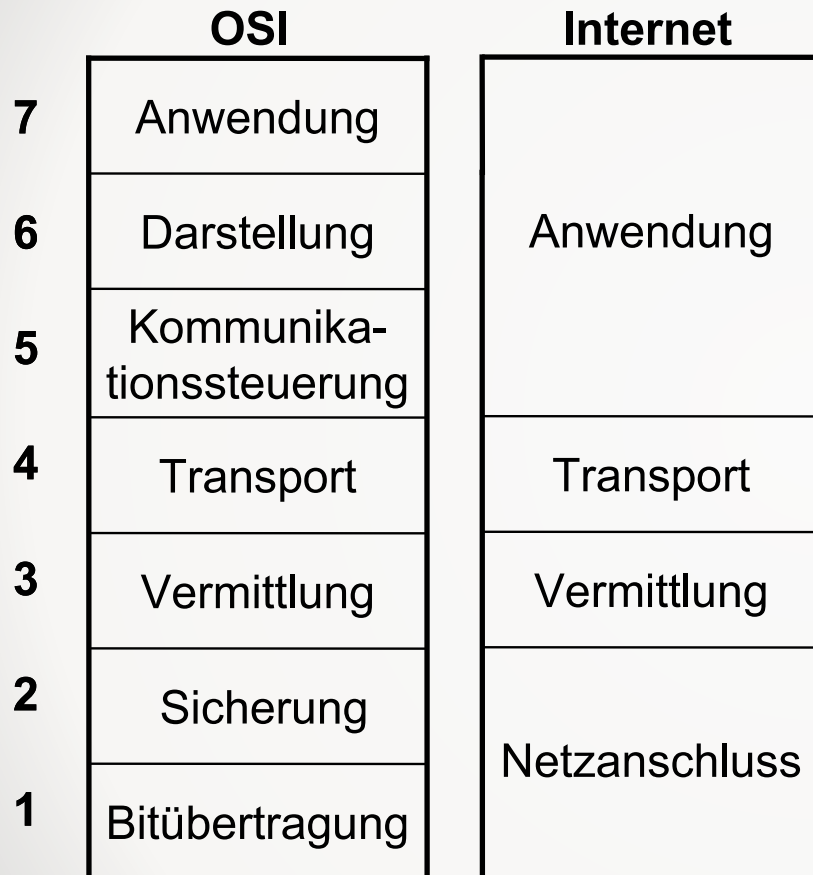 OSI Internet
7 Anwendung
6 Darstellung Anwendung
5 Kommunika-
tionssteuerung
4 Transport Transport
3 Vermittlung Vermittlung
2 Sicherung
Netzanschluss
1 Bitübertragung